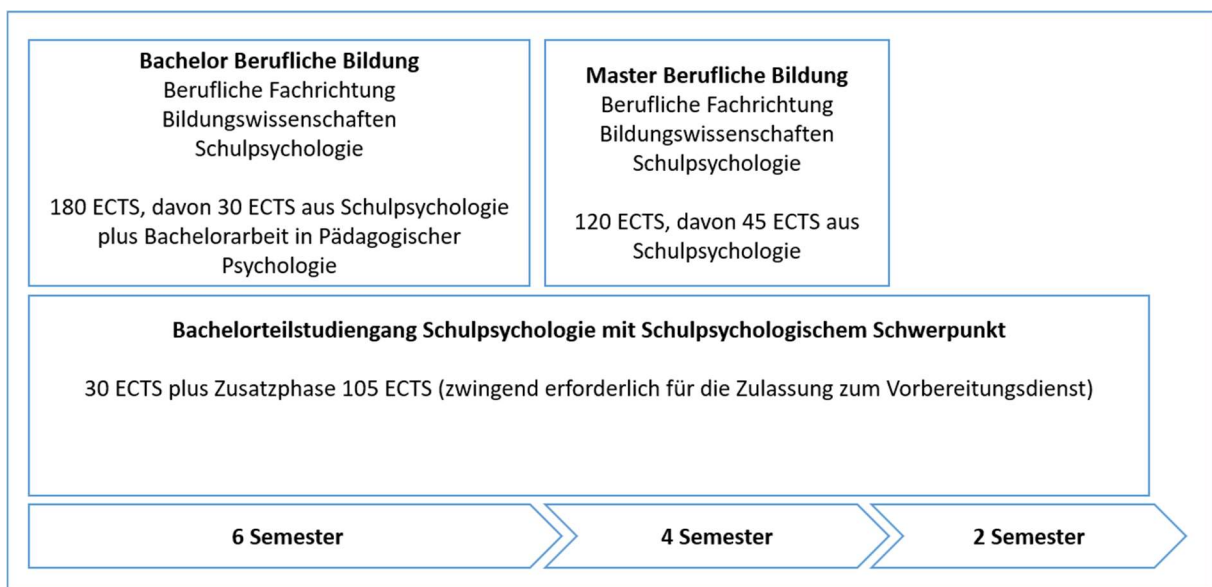 Bachelor Berufliche Bildung
Berufliche Fachrichtung
Bildungswissenschaften
Schulpsychologie
180 ECTS, davon 30 ECTS aus Schulpsychologie
plus Bachelorarbeit in Pädagogischer
Psychologie
Master Berufliche Bildung
Berufliche Fachrichtung
Bildungswissenschaften
Schulpsychologie
120 ECTS, davon 45 ECTS aus
Schulpsychologie
Bachelorteilstudiengang Schulpsychologie mit Schulpsychologischem Schwerpunkt
30 ECTS plus Zusatzphase 105 ECTS (zwingend erforderlich für die Zulassung zum Vorbereitungsdienst)
6 Semester
4 Semester
2 Semester